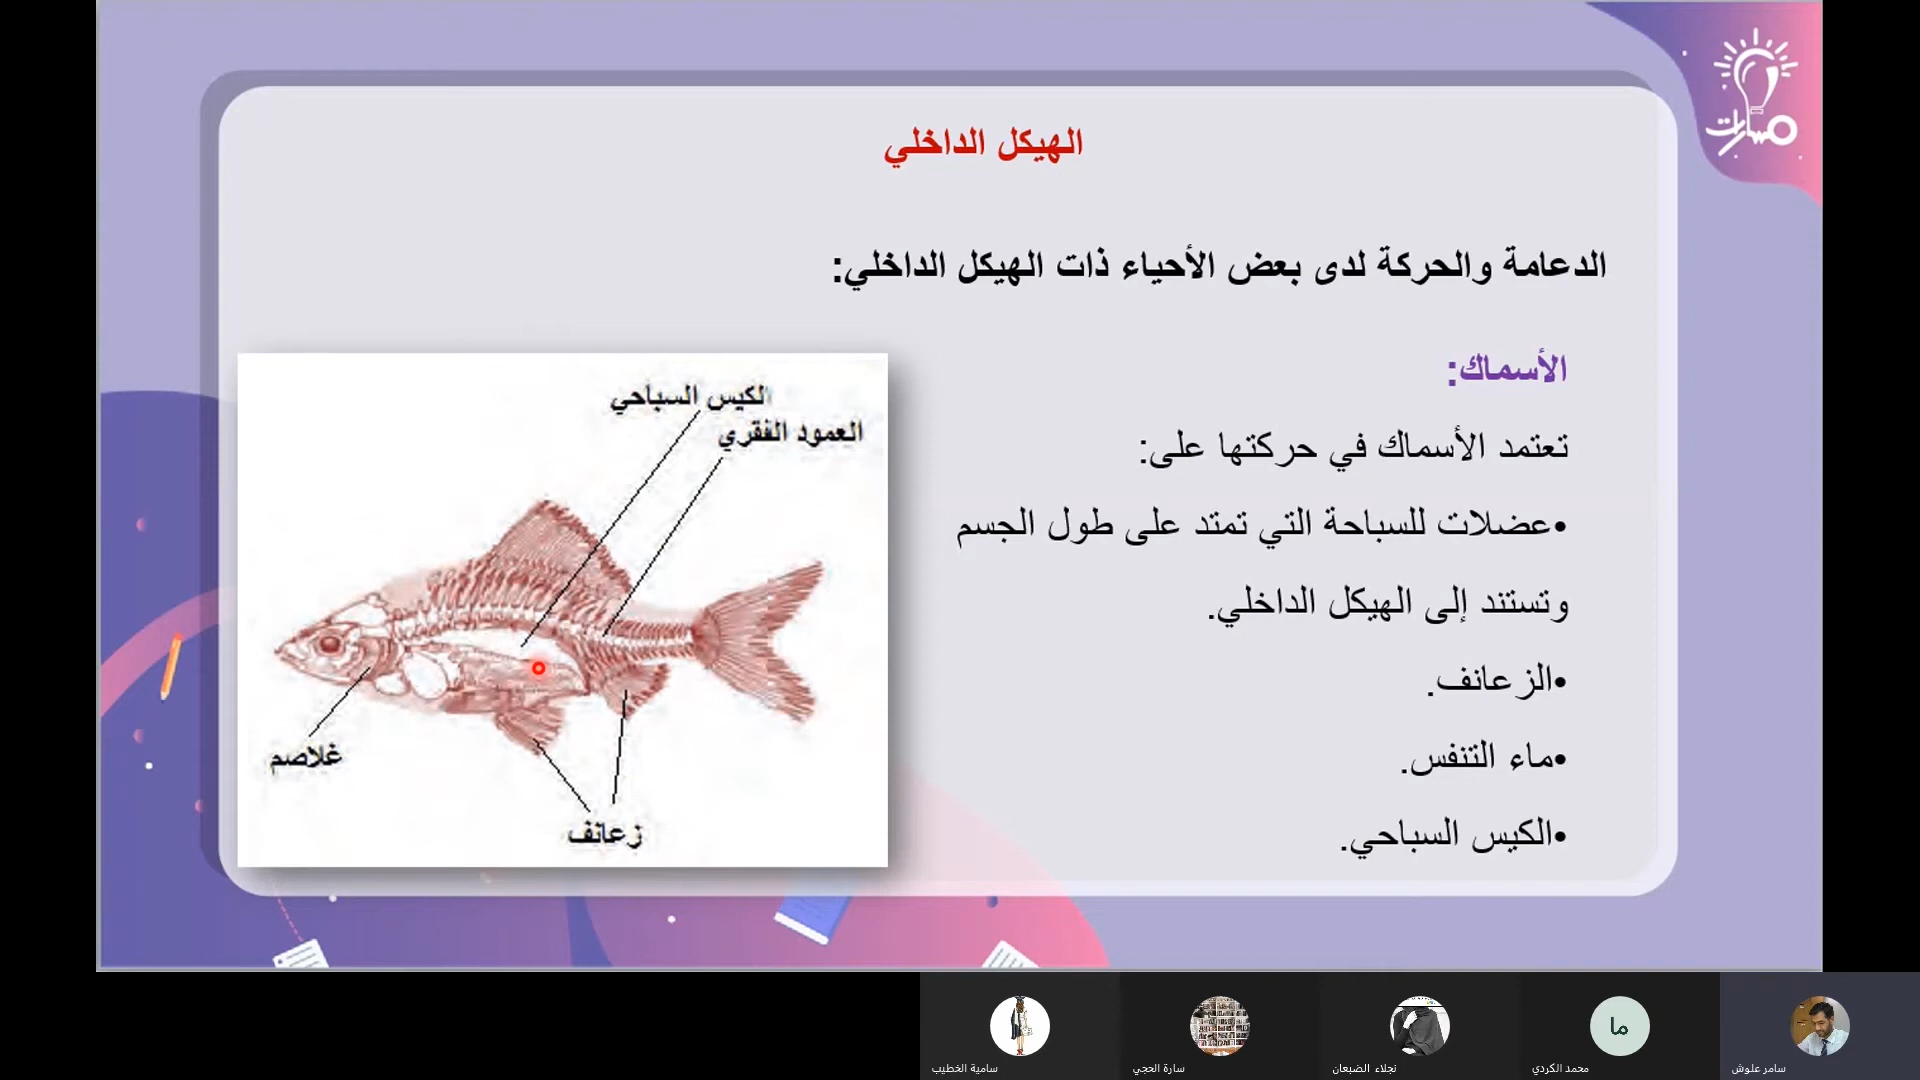 مسارات
الهيكل الداخلي
الدعامة والحركة لدى بعض الأحياء ذات الهيكل الداخلي:
الأسماك:
تعتمد الأسماك في حركتها على:
•عضلات للسباحة التي تمتد على طول الجسم
وتستند إلى الهيكل الداخلي.
•الزعانف.
•ماء التنفس.
•الكيس السباحي.
الكيس السباحي
العمود الفقري
غلاصم
زعانف
ما
سامر علوش
محمد الكردي
نجلاء الضبعان
سارة الحجي
سامية الخطيب